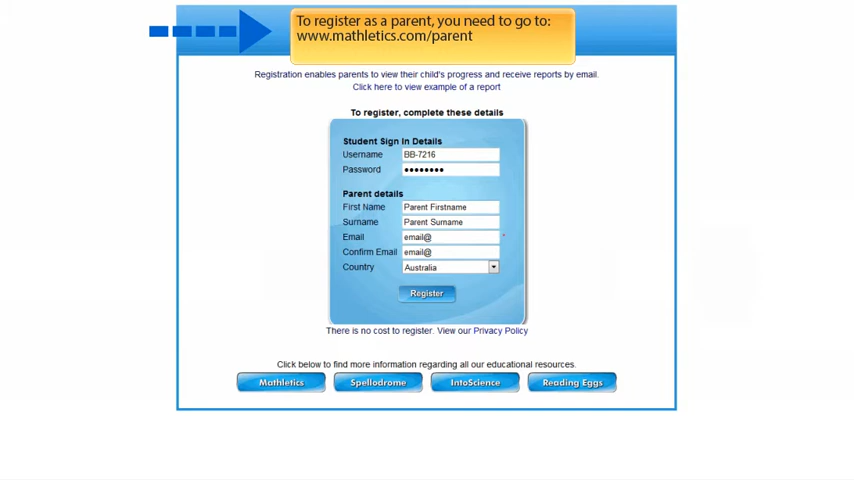 To register as a parent, you need to go to:
www.mathletics.com/parent
Registration enables parents to view their child's progress and receive reports by email.
Click here to view example of a report
To register, complete these details
Student Sign In Details
Username BB-7216
Password ••••••••
Parent details
First Name Parent Firstname
Surname Parent Surname
Email email@ *
Confirm Email email@
Country Australia
Register
There is no cost to register. View our Privacy Policy
Click below to find more information regarding all our educational resources.
Mathletics Spellodrome IntoScience Reading Eggs